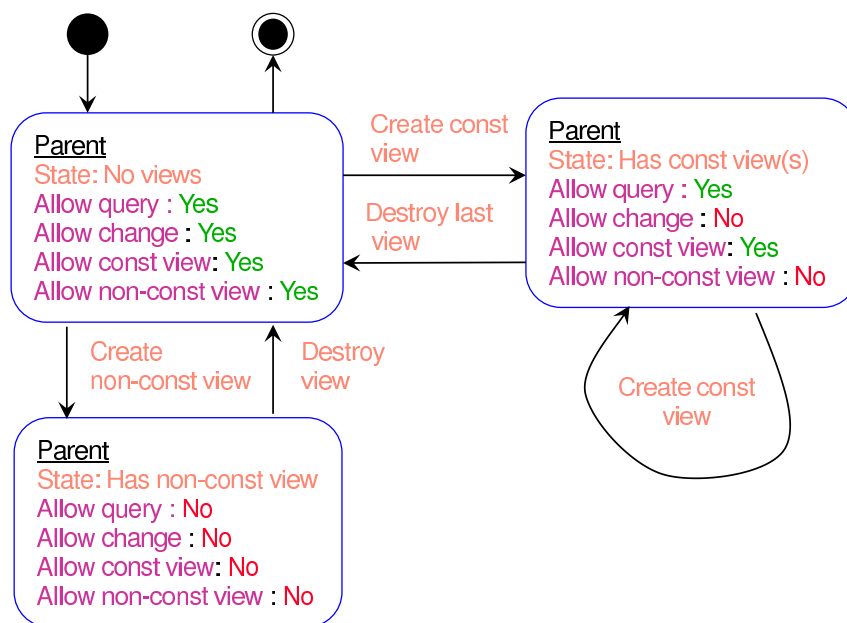 Parent
State: No views
Allow query : Yes
Allow change : Yes
Allow const view: Yes
Allow non-const view : Yes
Create const
view
Destroy last
view
Parent
State: Has const view(s)
Allow query : Yes
Allow change : No
Allow const view: Yes
Allow non-const view : No
Create
non-const view
Destroy
view
Create const
view
Parent
State: Has non-const view
Allow query : No
Allow change : No
Allow const view: No
Allow non-const view : No